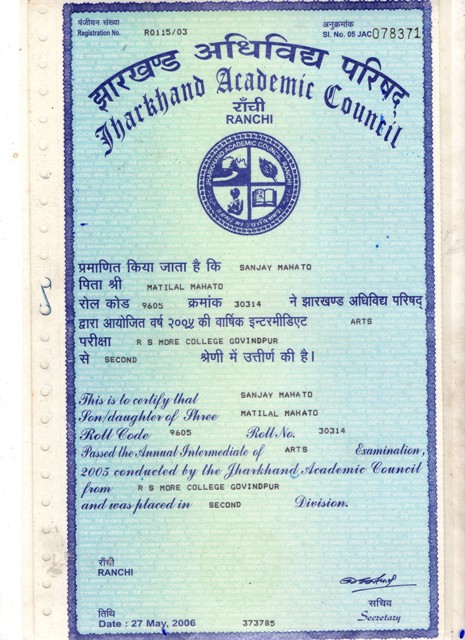 पंजीयन संख्या
Registration No. R0115/03
अनुक्रमांक
Sl. No. 05 JAC078371
झारखण्ड अधिविद्य परिषद्
Jharkhand Academic Council
राँची
RANCHI
JHARKHAND ACADEMIC COUNCIL RANCHI
प्रमाणित किया जाता है कि SANJAY MAHATO
पिता श्री MATILAL MAHATO
रोल कोड 9605 क्रमांक 30314 ने झारखण्ड अधिविद्य परिषद्
द्वारा आयोजित वर्ष २००५ की वार्षिक इन्टरमीडिएट ARTS
परीक्षा R S MORE COLLEGE GOVINDPUR
से SECOND श्रेणी में उत्तीर्ण की है।
This is to certify that SANJAY MAHATO
Son/daughter of Shree MATILAL MAHATO
Roll Code 9605 Roll No. 30314
Passed the Annual Intermediate of ARTS Examination,
2005 conducted by the Jharkhand Academic Council
from R S MORE COLLEGE GOVINDPUR
and was placed in SECOND Division.
राँची
RANCHI
सचिव
Secretary
तिथि
Date : 27 May, 2006 373785